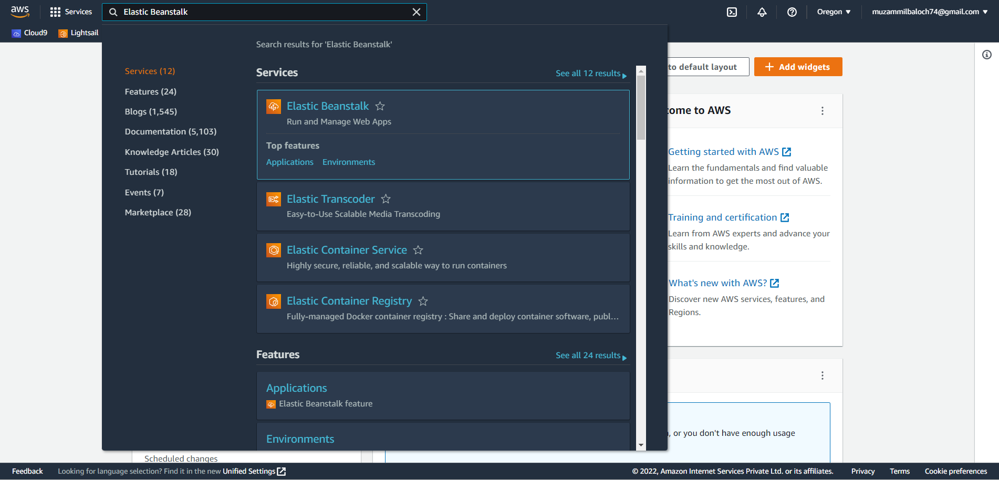 aws
Services
Elastic Beanstalk
Oregon
muzammilbaloch74@gmail.com
Cloud9
Lightsail
Search results for 'Elastic Beanstalk'
Services (12)
Features (24)
Blogs (1,545)
Documentation (5,103)
Knowledge Articles (30)
Tutorials (18)
Events (7)
Marketplace (28)
Services
See all 12 results
Elastic Beanstalk
Run and Manage Web Apps
Top features
Applications Environments
Elastic Transcoder
Easy-to-Use Scalable Media Transcoding
Elastic Container Service
Highly secure, reliable, and scalable way to run containers
Elastic Container Registry
Fully-managed Docker container registry : Share and deploy container software, publ...
Features
See all 24 results
Applications
Elastic Beanstalk feature
Environments
to default layout
+ Add widgets
come to AWS
Getting started with AWS
Learn the fundamentals and find valuable
information to get the most out of AWS.
Training and certification
Learn from AWS experts and advance your
skills and knowledge.
What's new with AWS?
Discover new AWS services, features, and
Regions.
, or you don't have enough usage
Scheduled changes
Feedback
Looking for language selection? Find it in the new Unified Settings
© 2022, Amazon Internet Services Private Ltd. or its affiliates.
Privacy
Terms
Cookie preferences